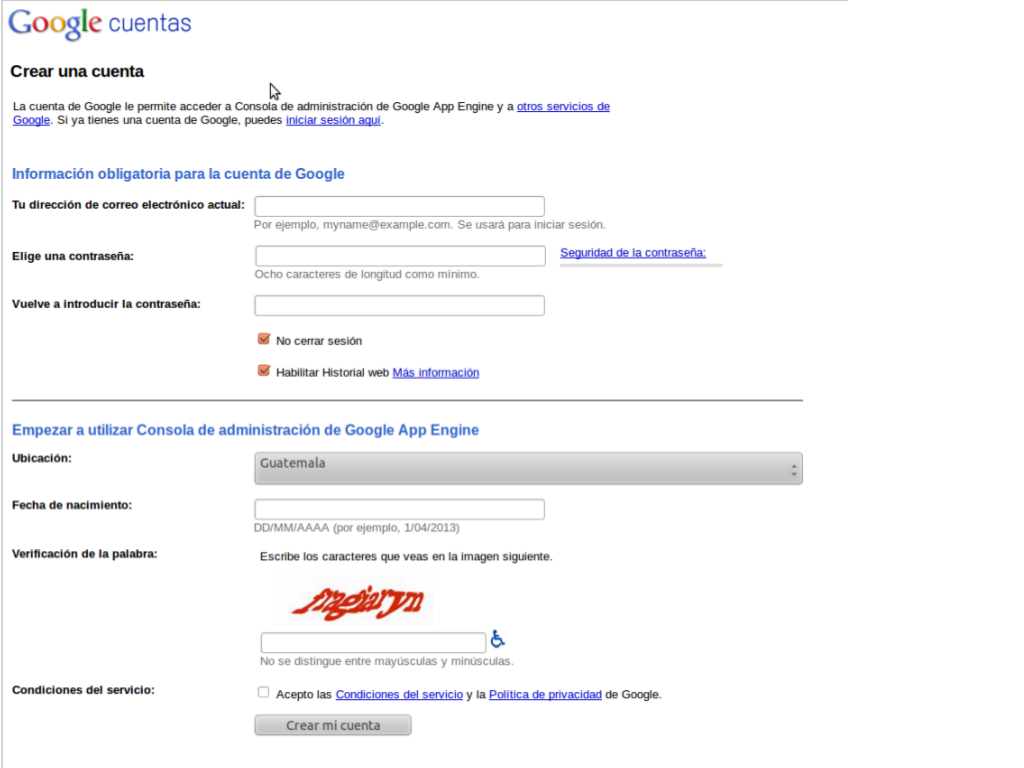 Google cuentas
Crear una cuenta
La cuenta de Google le permite acceder a Consola de administración de Google App Engine y a otros servicios de
Google. Si ya tienes una cuenta de Google, puedes iniciar sesión aquí.
Información obligatoria para la cuenta de Google
Tu dirección de correo electrónico actual:
Por ejemplo, myname@example.com. Se usará para iniciar sesión.
Elige una contraseña:
Seguridad de la contraseña:
Ocho caracteres de longitud como mínimo.
Vuelve a introducir la contraseña:
No cerrar sesión
Habilitar Historial web Más información
Empezar a utilizar Consola de administración de Google App Engine
Ubicación:
Guatemala
Fecha de nacimiento:
DD/MM/AAAA (por ejemplo, 1/04/2013)
Verificación de la palabra:
Escribe los caracteres que veas en la imagen siguiente.
No se distingue entre mayúsculas y minúsculas.
Condiciones del servicio:
Acepto las Condiciones del servicio y la Política de privacidad de Google.
Crear mi cuenta